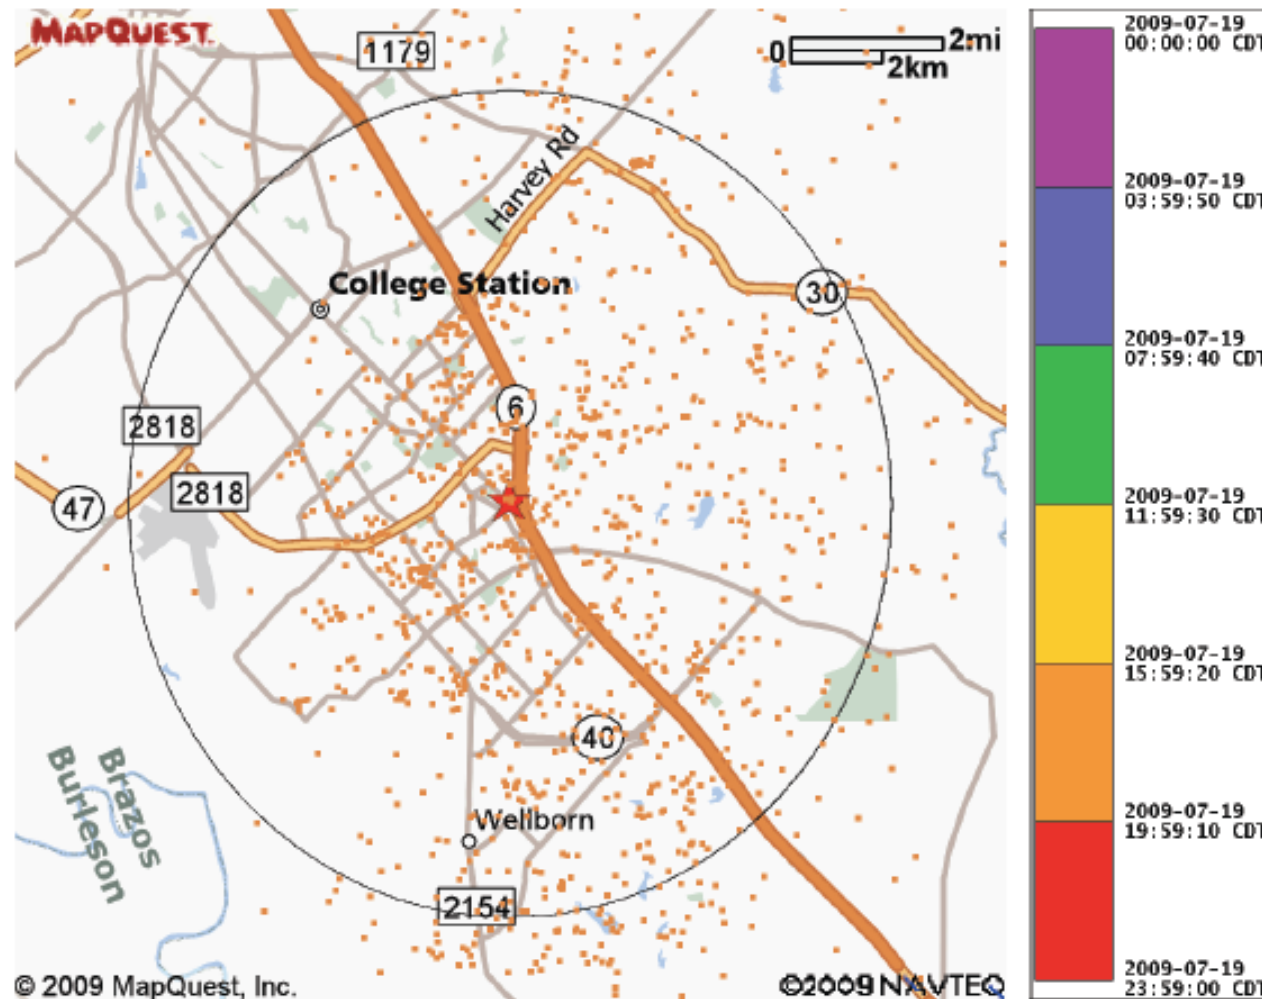 MAPQUEST.
1179
0
2mi
2km
Harvey Rd
College Station
30
6
2818
2818
47
40
Brazos
Burleson
Wellborn
2154
© 2009 MapQuest, Inc.
©2009 NAVTEQ
2009-07-19
00:00:00 CDT
2009-07-19
03:59:50 CDT
2009-07-19
07:59:40 CDT
2009-07-19
11:59:30 CDT
2009-07-19
15:59:20 CDT
2009-07-19
19:59:10 CDT
2009-07-19
23:59:00 CDT